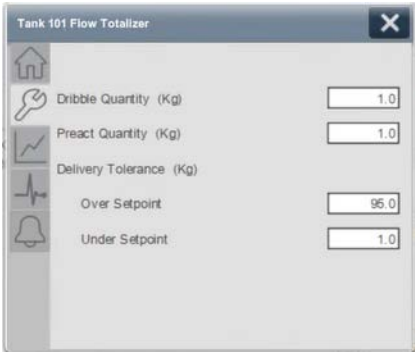 Tank 101 Flow Totalizer
Dribble Quantity (Kg) 1.0
Preact Quantity (Kg) 1.0
Delivery Tolerance (Kg)
Over Setpoint 95.0
Under Setpoint 1.0